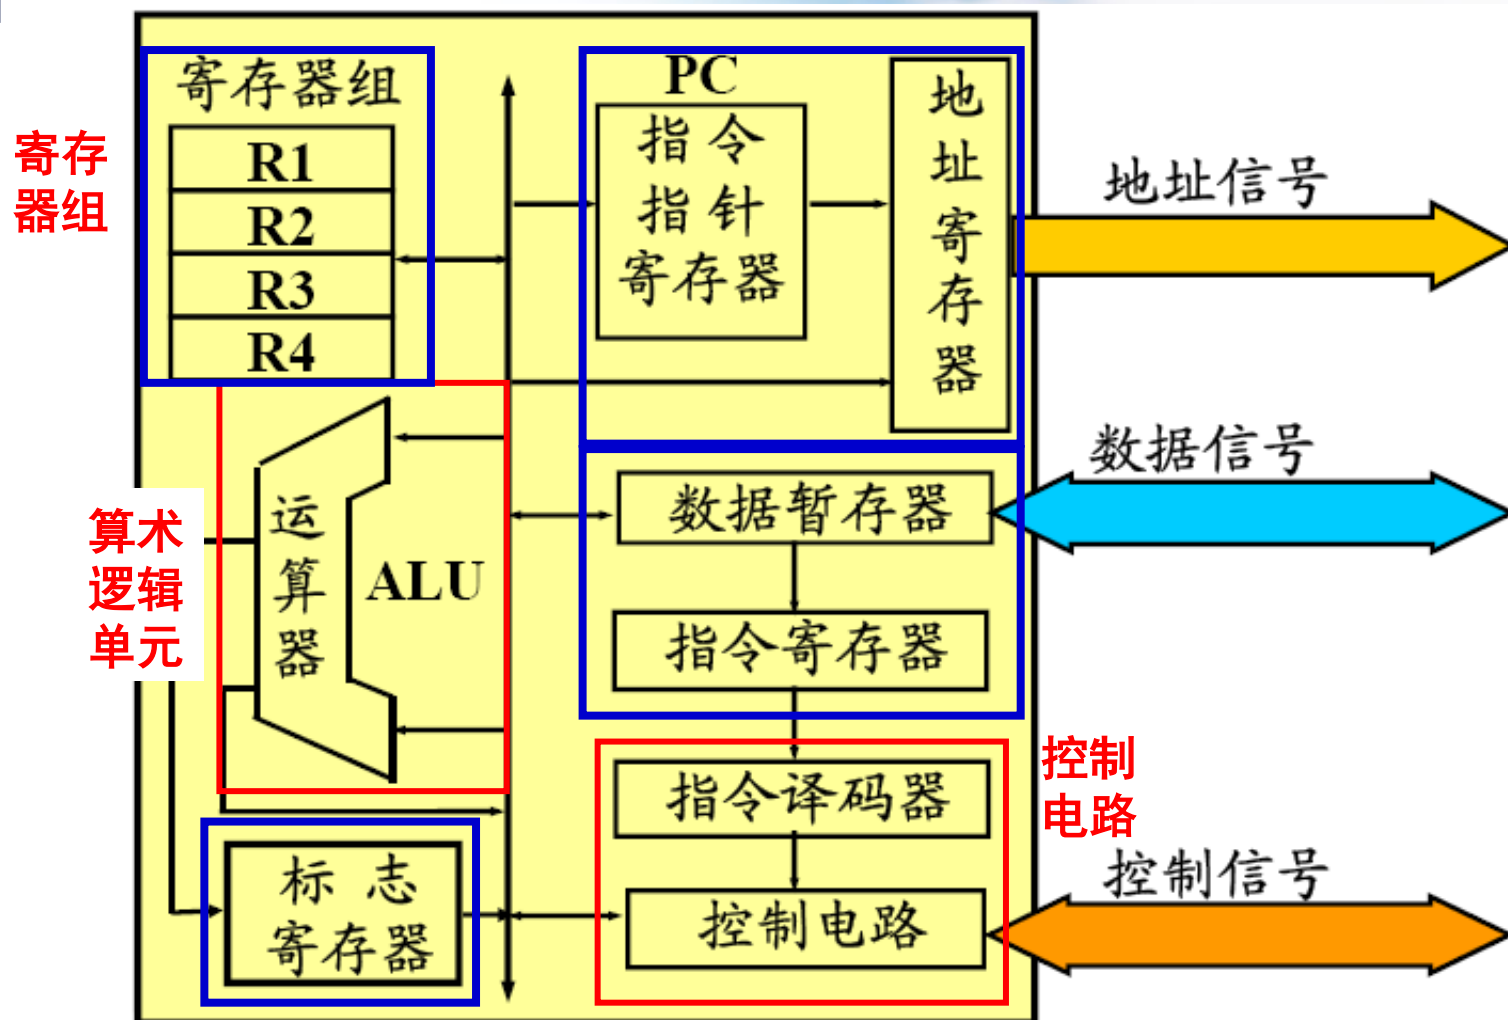 寄存
器组
寄存器组
R1
R2
R3
R4
PC
指令
指针
寄存器
地
址
寄
存
器
地址信号
数据信号
算术
逻辑
单元
运
算
器
ALU
数据暂存器
指令寄存器
控制
电路
指令译码器
控制电路
控制信号
标志
寄存器